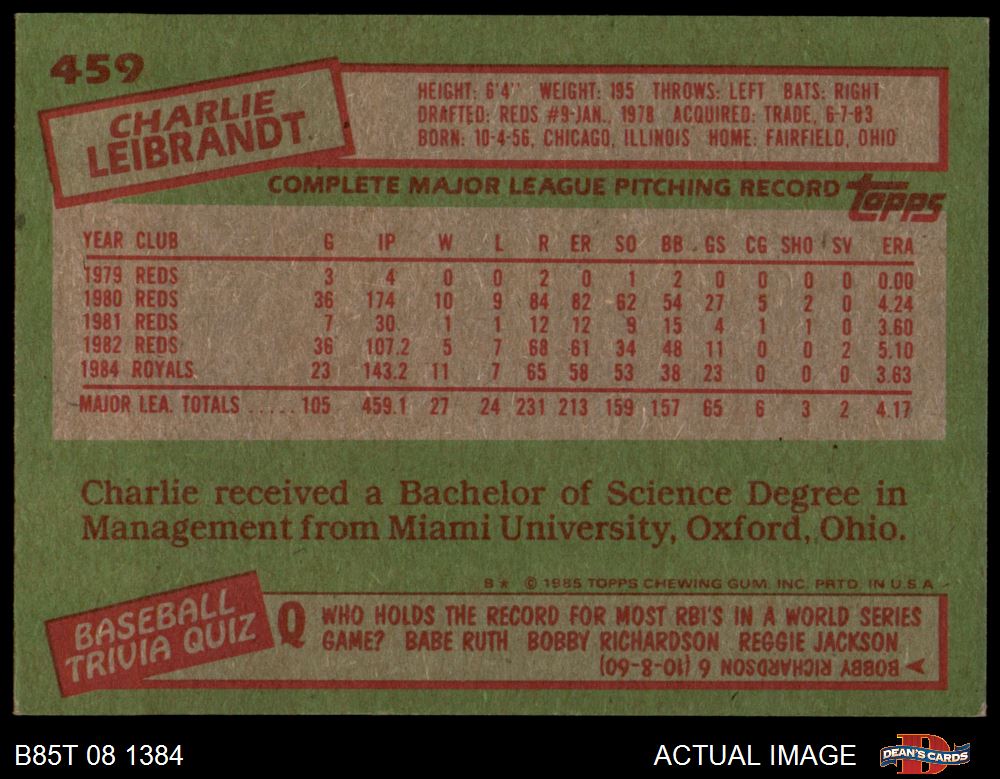 459
CHARLIE
LEIBRANDT
HEIGHT: 6'4" WEIGHT: 195 THROWS: LEFT BATS: RIGHT
DRAFTED: REDS #9-JAN., 1978 ACQUIRED: TRADE, 6-7-83
BORN: 10-4-56, CHICAGO, ILLINOIS HOME: FAIRFIELD, OHIO
COMPLETE MAJOR LEAGUE PITCHING RECORD topps
YEAR CLUB G IP W L R ER SO BB GS CG SHO SV ERA
1979 REDS 3 4 0 0 2 0 1 2 0 0 0 0 0.00
1980 REDS 36 174 10 9 84 82 62 54 27 5 2 0 4.24
1981 REDS 7 30 1 1 12 12 9 15 4 1 1 0 3.60
1982 REDS 36 107.2 5 7 68 61 34 48 11 0 0 2 5.10
1984 ROYALS 23 143.2 11 7 65 58 53 38 23 0 0 0 3.63
MAJOR LEA. TOTALS ..... 105 459.1 27 24 231 213 159 157 65 6 3 2 4.17
Charlie received a Bachelor of Science Degree in
Management from Miami University, Oxford, Ohio.
B* © 1985 TOPPS CHEWING GUM, INC. PRTD. IN U.S.A.
BASEBALL
TRIVIA QUIZ
Q WHO HOLDS THE RECORD FOR MOST RBI'S IN A WORLD SERIES
GAME? BABE RUTH BOBBY RICHARDSON REGGIE JACKSON
BOBBY RICHARDSON 6 (10-8-60)
B85T 08 1384
ACTUAL IMAGE
D
DEAN'S CARDS